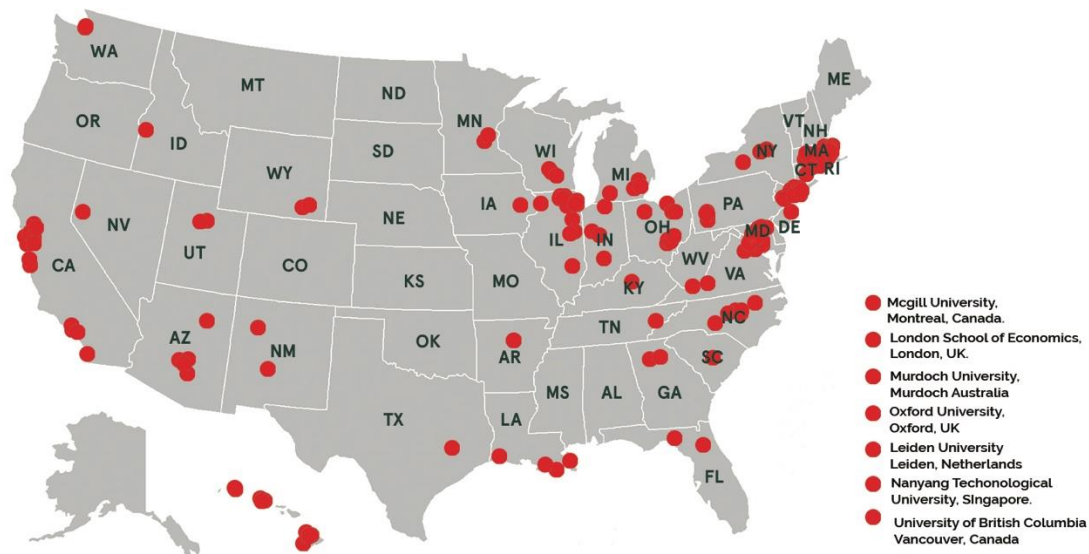 WA
MT
ND
MN
ME
VT
NH
OR
ID
SD
WI
MI
NY
MA
CT
RI
WY
IA
PA
NE
NV
UT
IL
IN
OH
MD
DE
CA
CO
WV
VA
KS
MO
KY
NC
TN
AZ
NM
OK
AR
SC
MS
AL
GA
TX
LA
FL
Mcgill University,
Montreal, Canada.
London School of Economics,
London, UK.
Murdoch University,
Murdoch Australia
Oxford University,
Oxford, UK
Leiden University
Leiden, Netherlands
Nanyang Techonological
University, SIngapore.
University of British Columbia
Vancouver, Canada